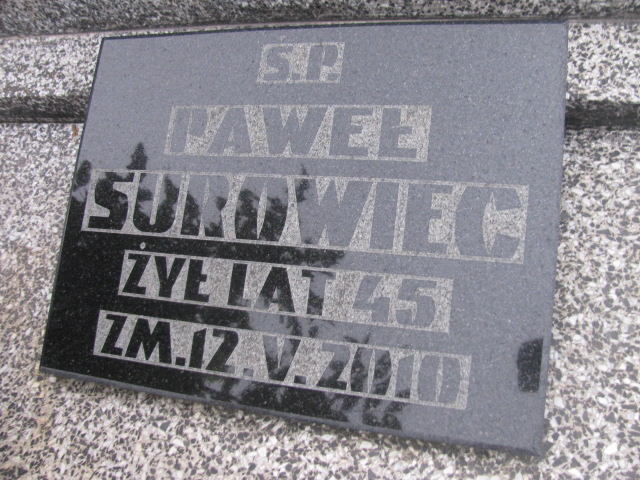 Ś.P.
PAWEŁ
SUROWIEC
ŻYŁ LAT 45
ZM.12.V.2010